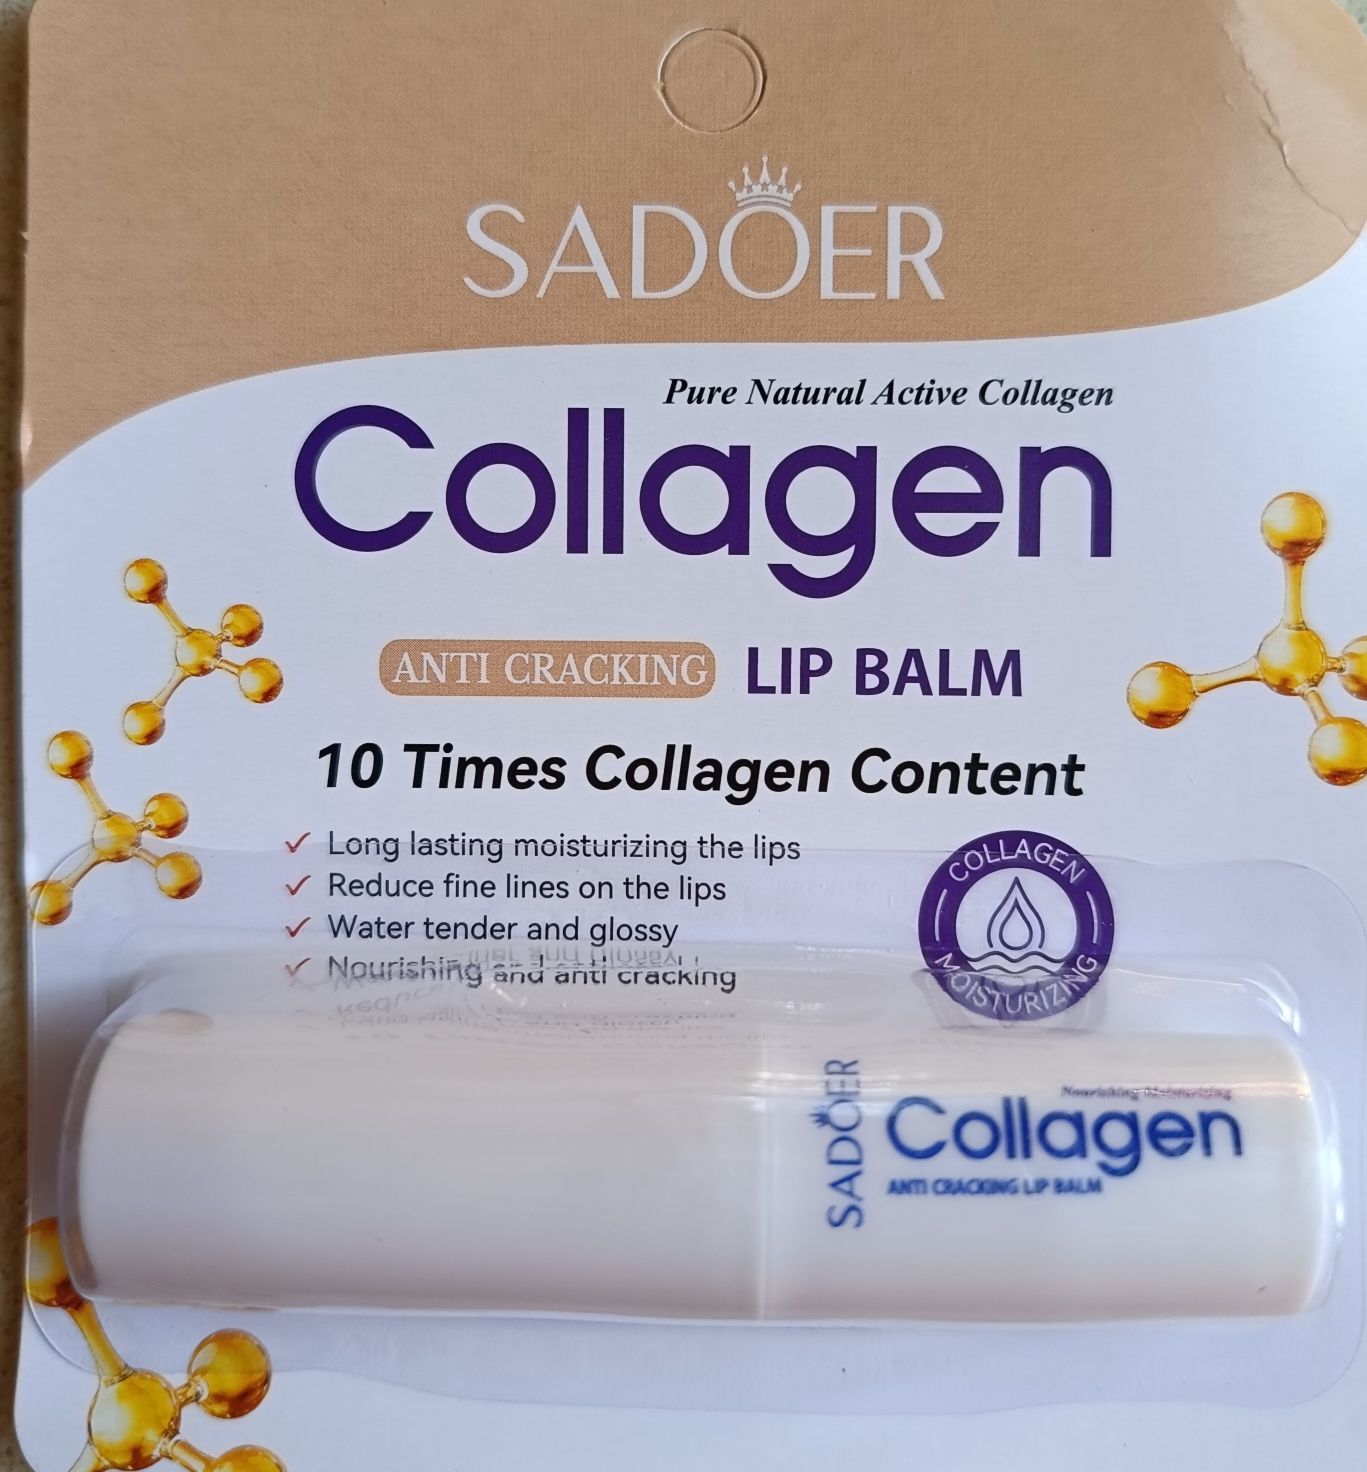 SADOER
Pure Natural Active Collagen
Collagen
ANTI CRACKING LIP BALM
10 Times Collagen Content
✓ Long lasting moisturizing the lips
✓ Reduce fine lines on the lips
✓ Water tender and glossy
✓ Nourishing and anti cracking
COLLAGEN
MOISTURIZING
SADOER
Nourishing Moisturizing
Collagen
ANTI CRACKING LIP BALM